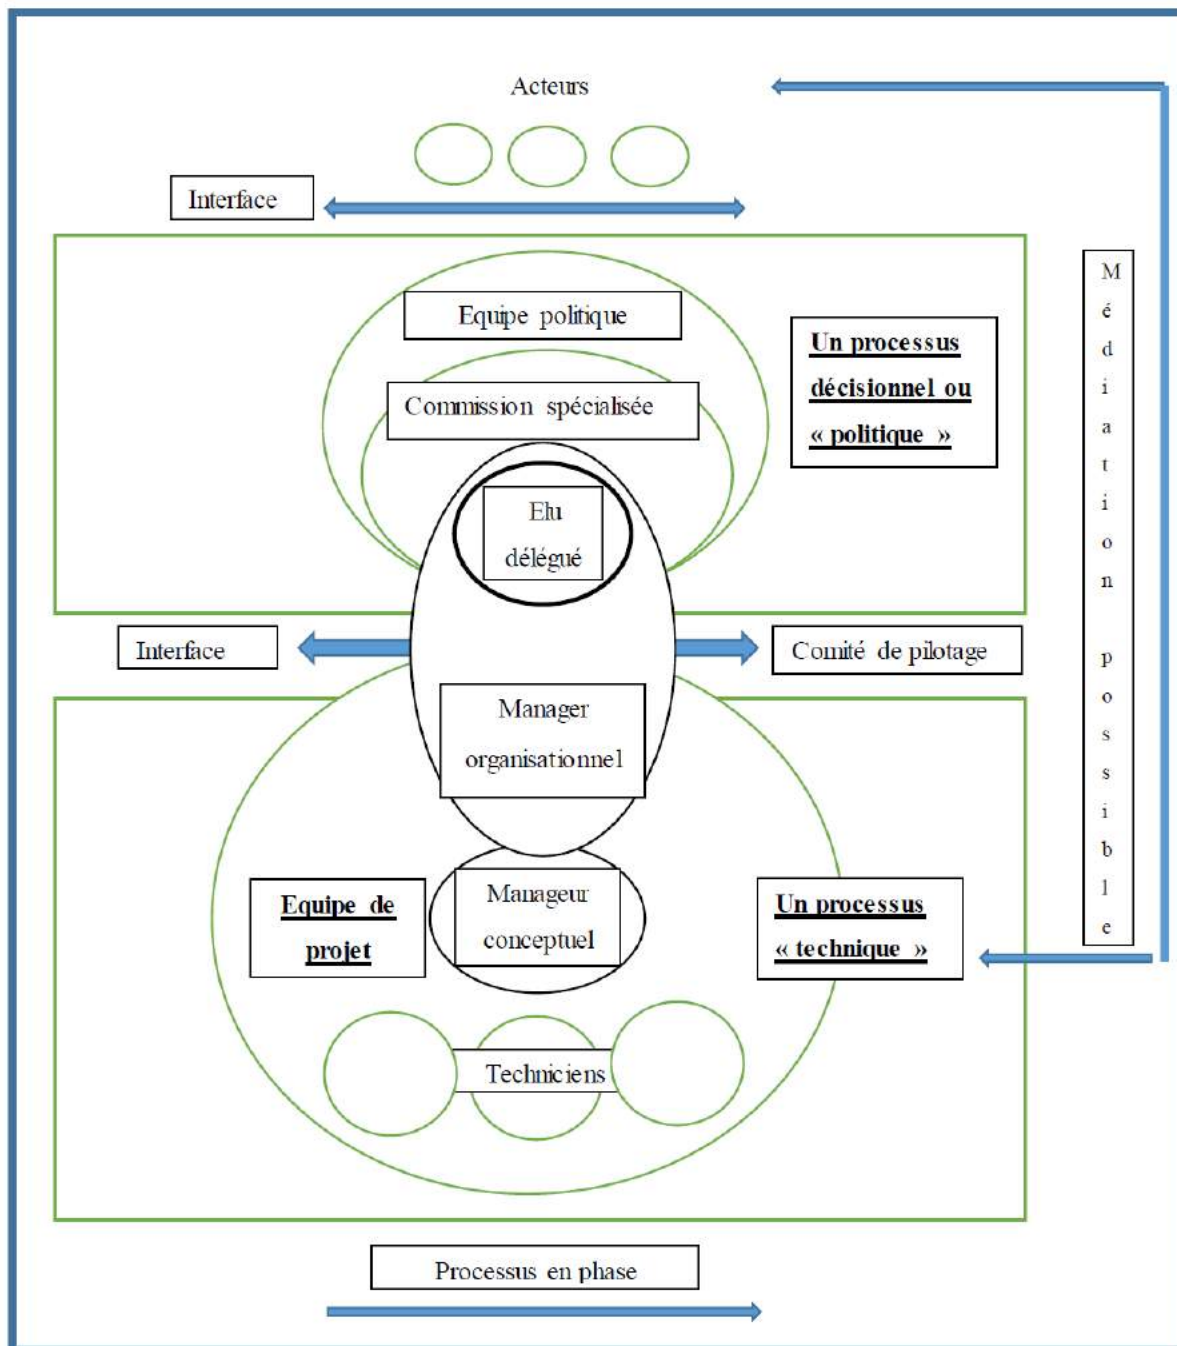 Acteurs
Interface
Equipe politique
Un processus
décisionnel ou
« politique »
Commission spécialisée
Elu
délégué
Interface
Comité de pilotage
Manager
organisationnel
Equipe de
projet
Manageur
conceptuel
Un processus
« technique »
Techniciens
Processus en phase
M
é
d
i
a
t
i
o
n
p
o
s
s
i
b
l
e